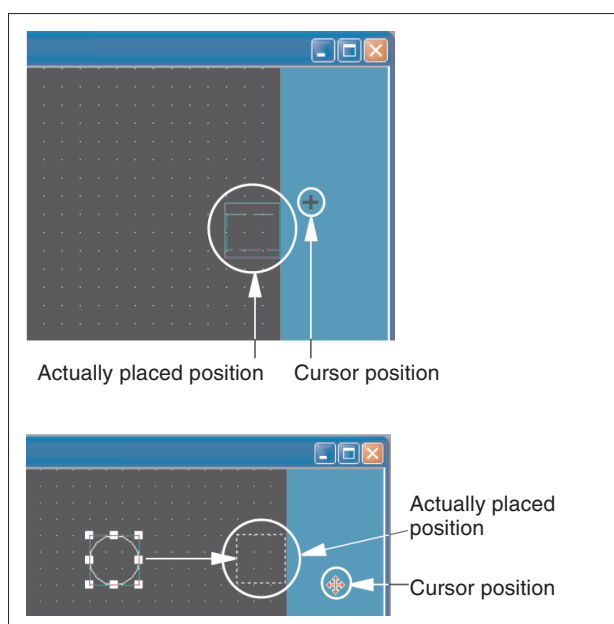 Actually placed position
Cursor position
Actually placed
position
Cursor position